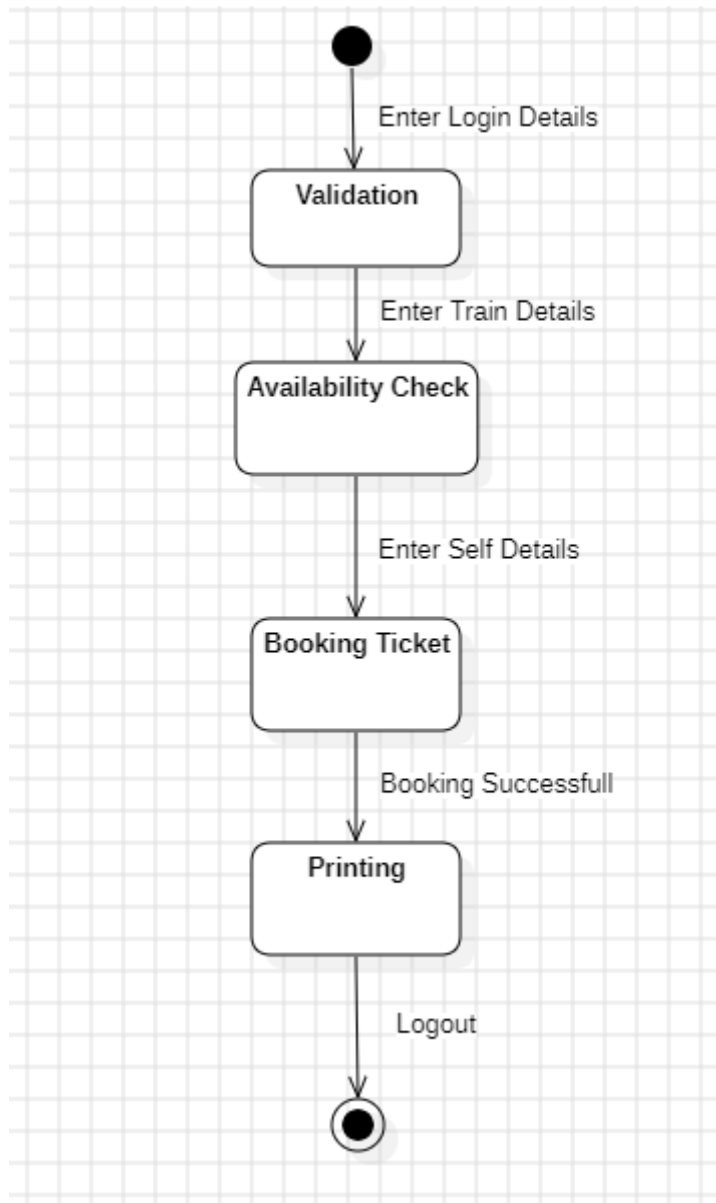 Enter Login Details
Validation
Enter Train Details
Availability Check
Enter Self Details
Booking Ticket
Booking Successfull
Printing
Logout